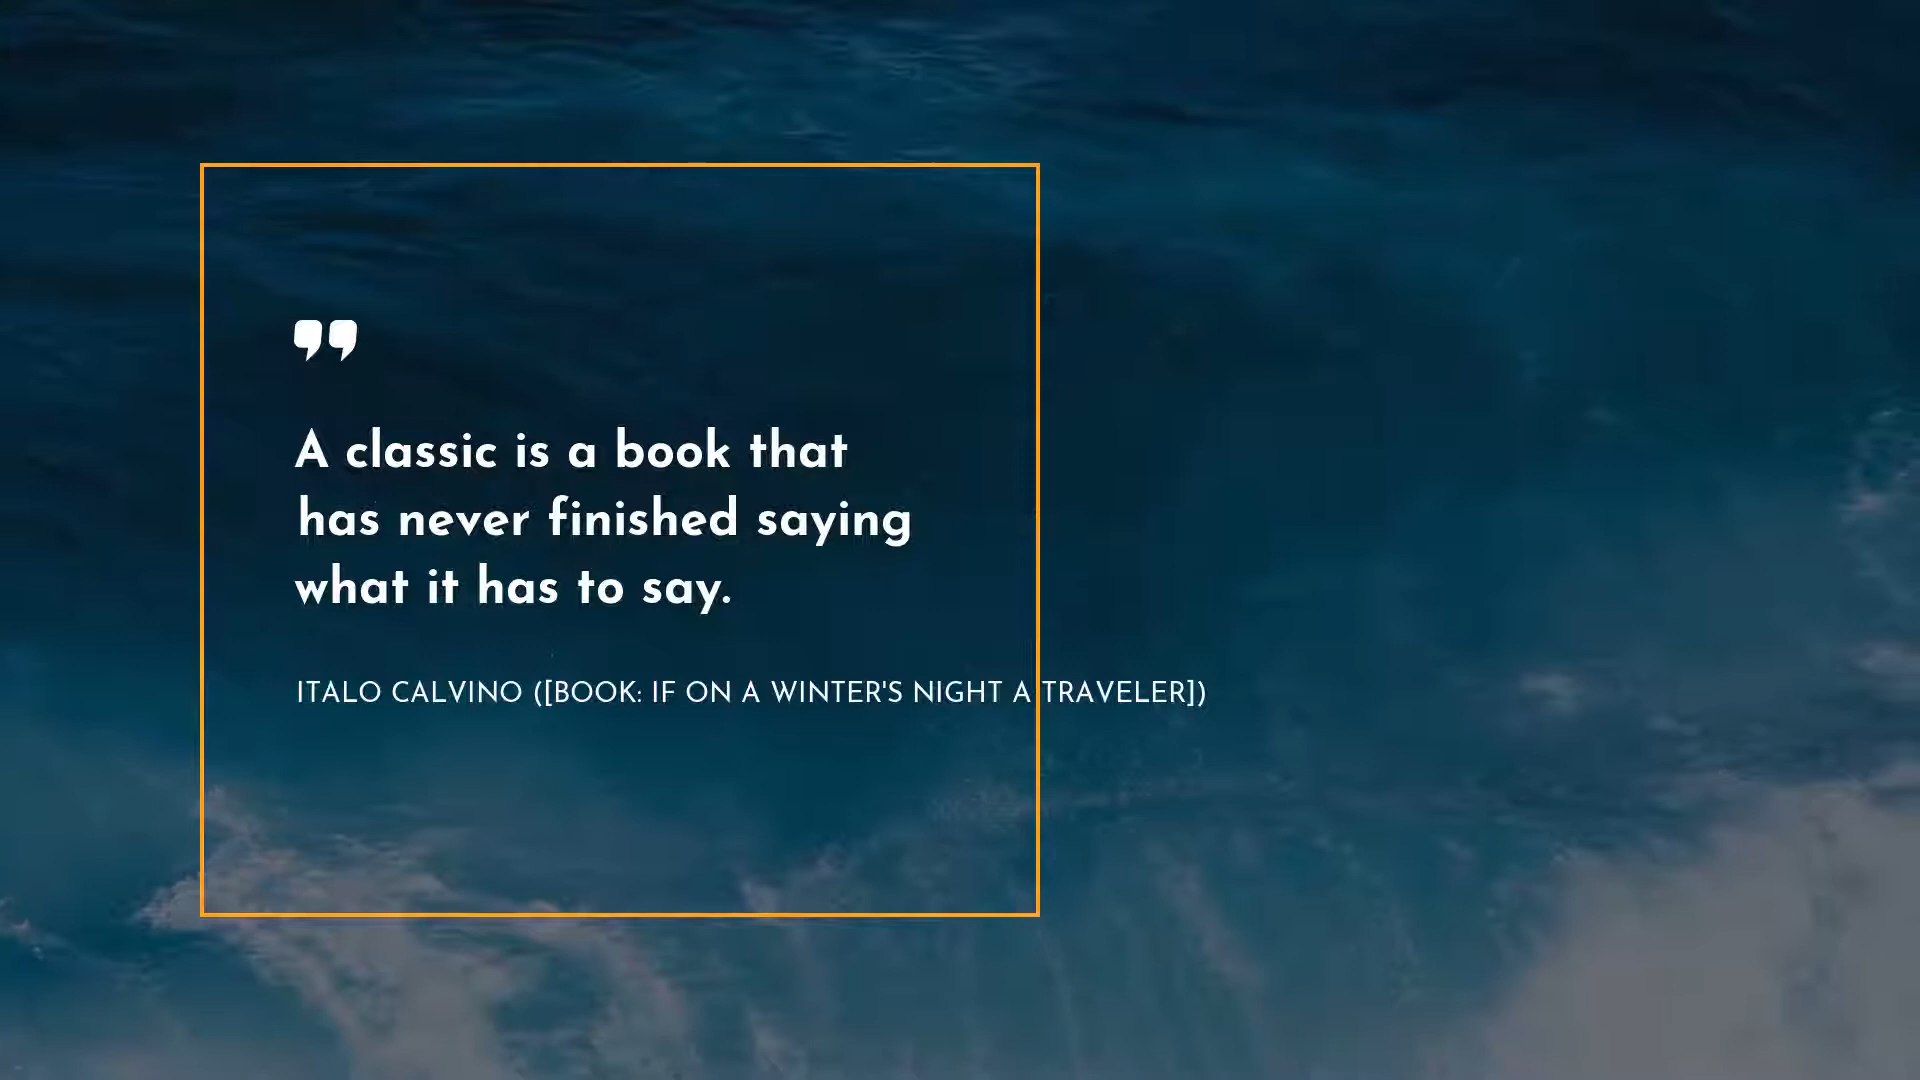 ❞
A classic is a book that
has never finished saying
what it has to say.
ITALO CALVINO ([BOOK: IF ON A WINTER'S NIGHT A TRAVELER])